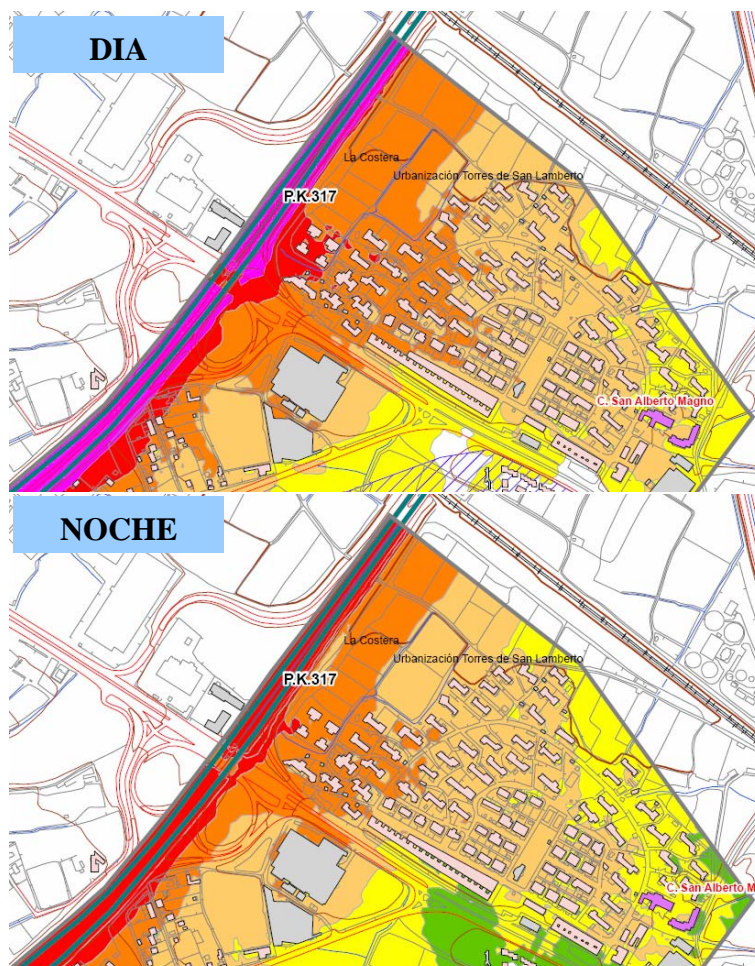 DIA
La Costera
Urbanización Torres de San Lamberto
P.K.317
C. San Alberto Magno
NOCHE
La Costera
Urbanización Torres de San Lamberto
P.K.317
C. San Alberto M